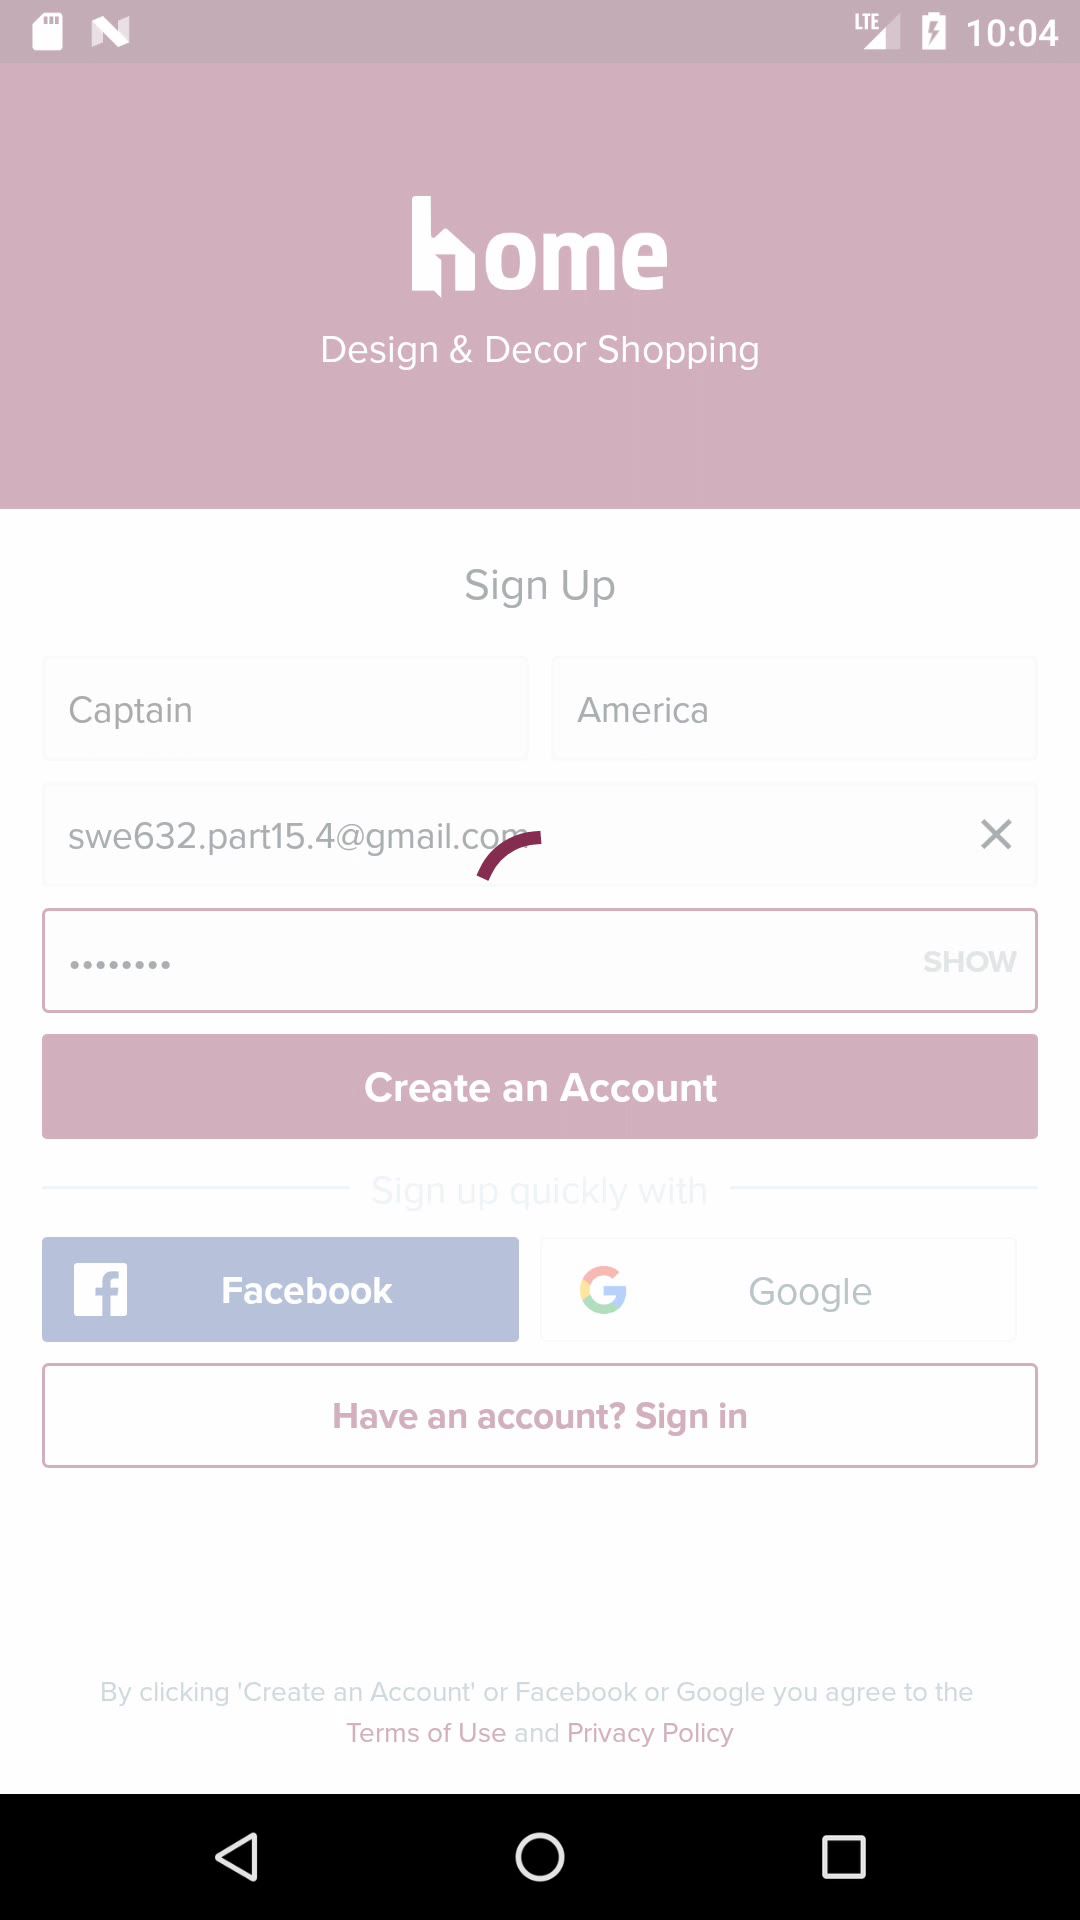 LTE 10:04
home
Design & Decor Shopping
Sign Up
Captain America
swe632.part15.4@gmail.com
•••••••• SHOW
Create an Account
Sign up quickly with
Facebook Google
Have an account? Sign in
By clicking 'Create an Account' or Facebook or Google you agree to the
Terms of Use and Privacy Policy